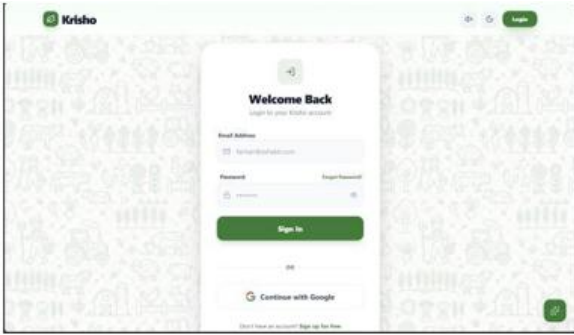 Krisho
Login
Welcome Back
Login to your Krisho account
Email Address
Password
Forgot Password?
Sign In
OR
Continue with Google
Don't have an account? Sign up for free